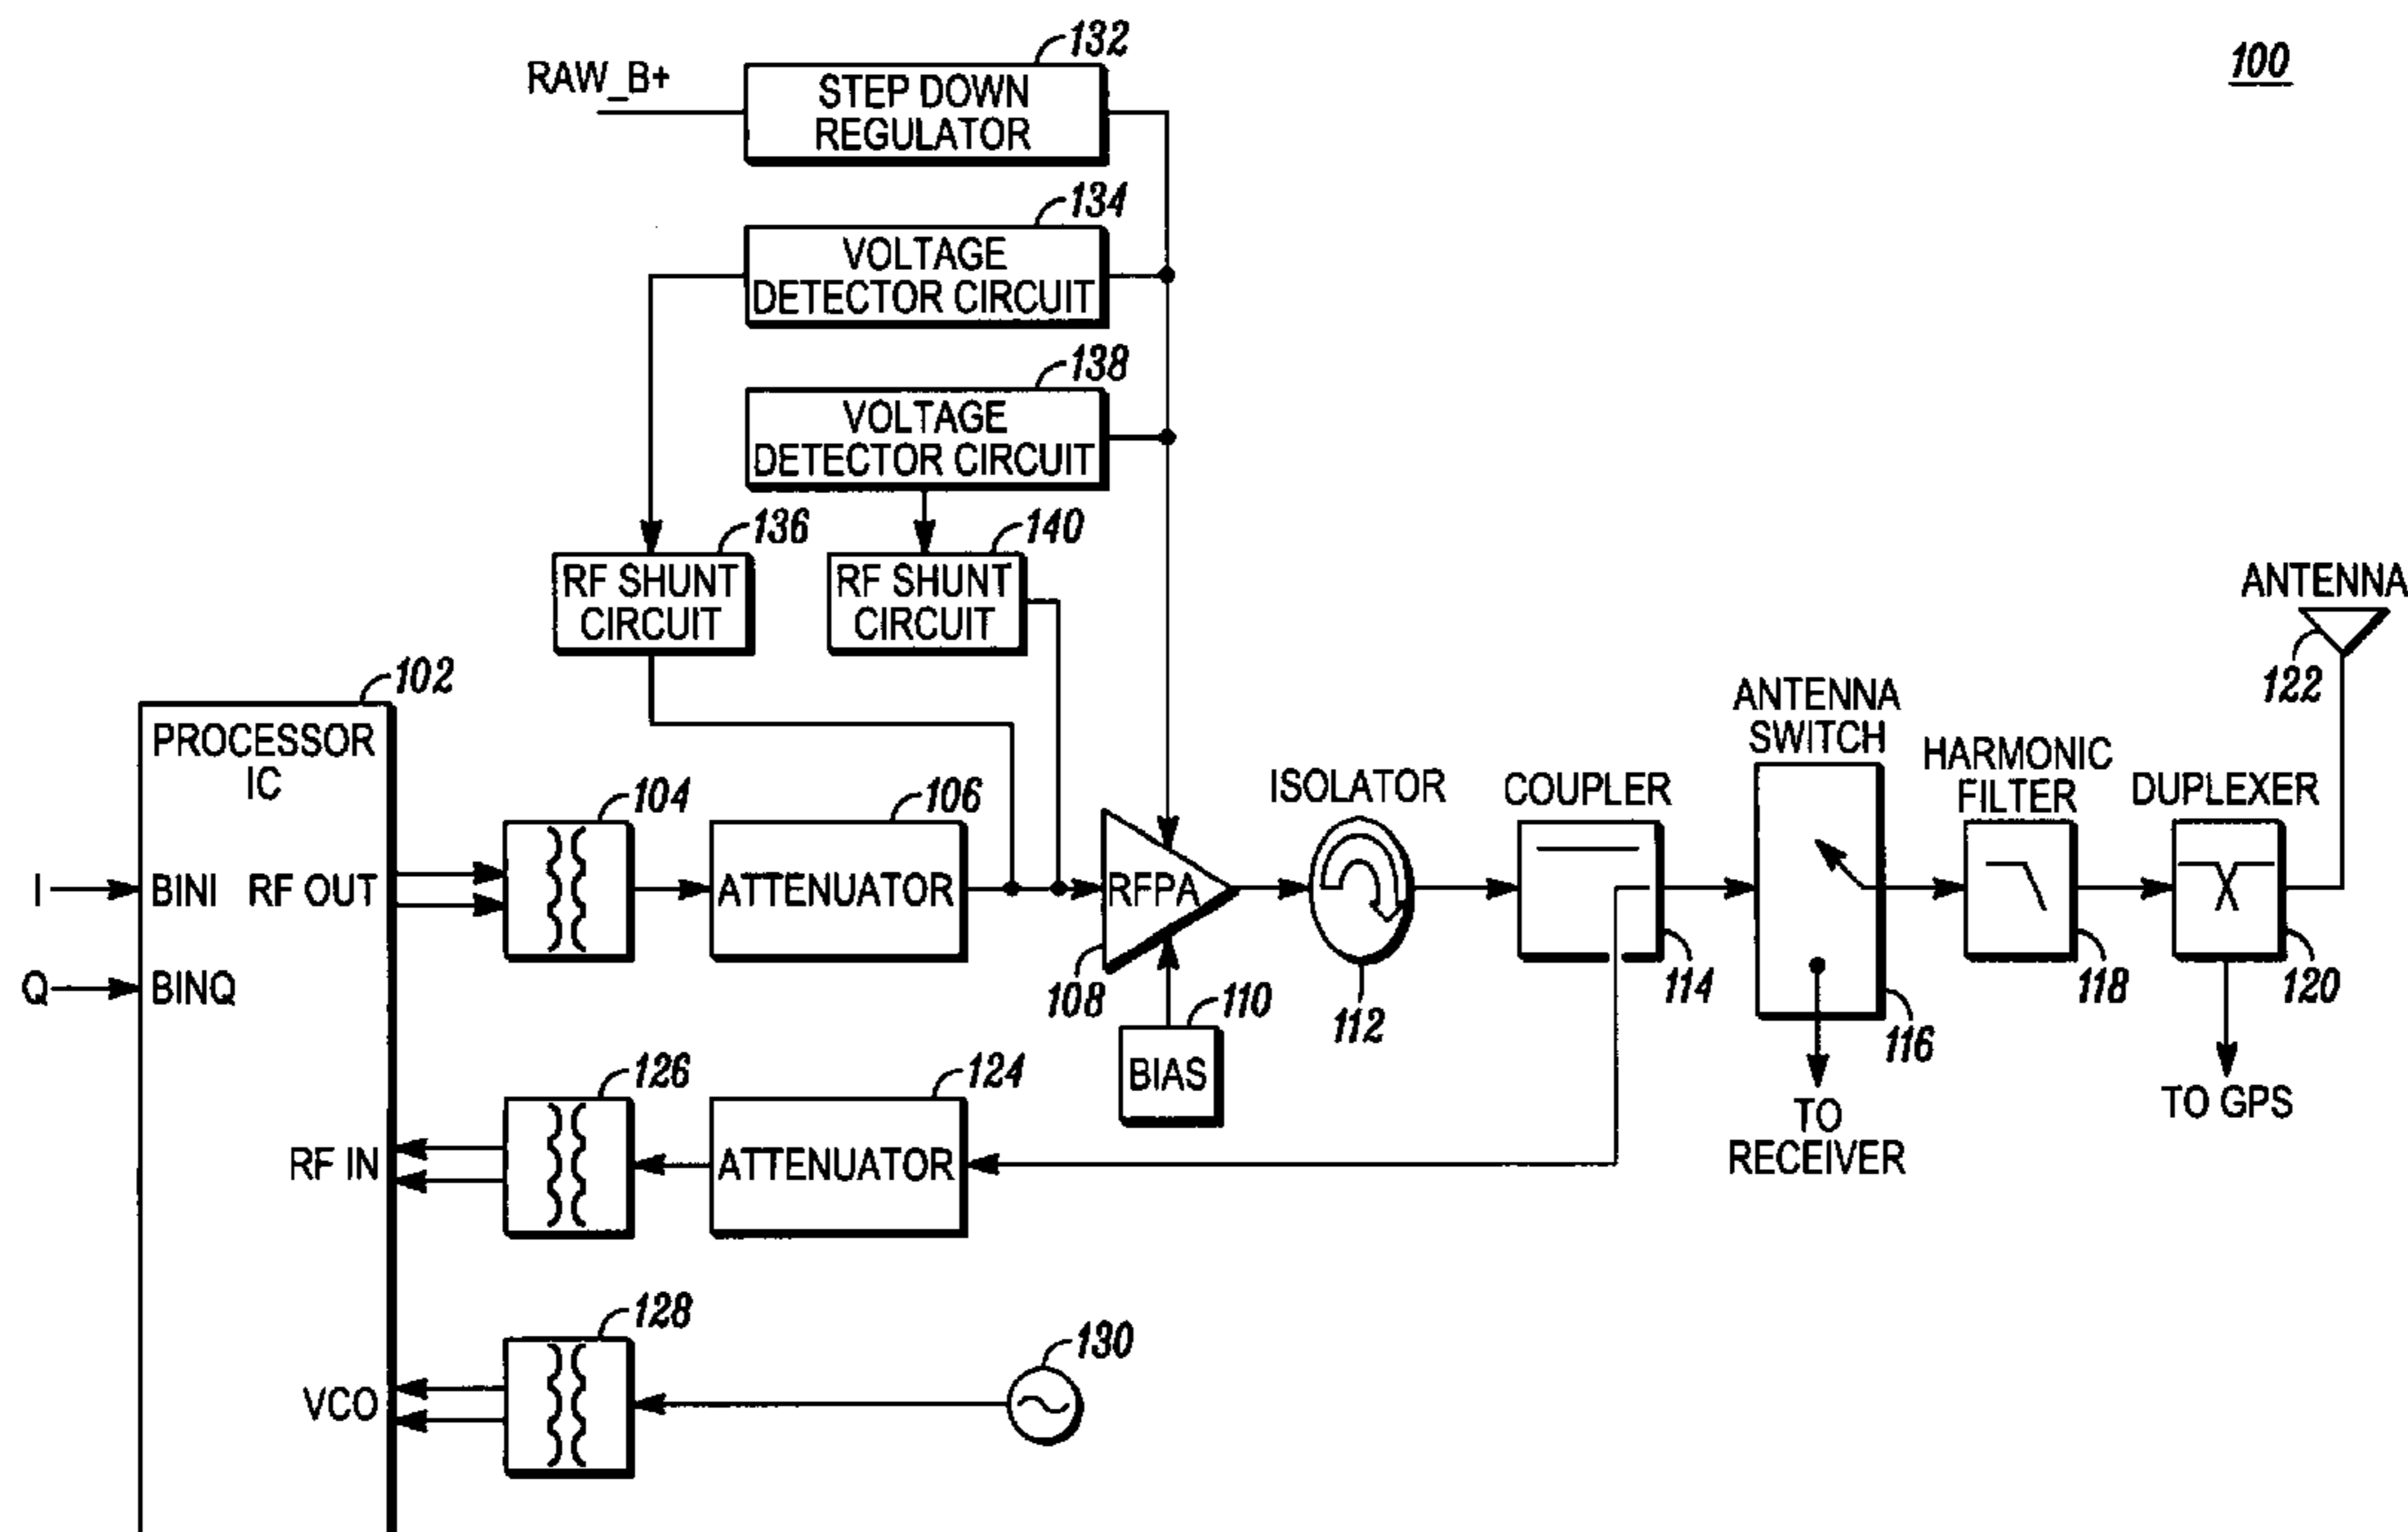 132
100
RAW_B+
STEP DOWN
REGULATOR
134
VOLTAGE
DETECTOR CIRCUIT
138
VOLTAGE
DETECTOR CIRCUIT
136
140
RF SHUNT
CIRCUIT
RF SHUNT
CIRCUIT
ANTENNA
122
102
PROCESSOR
IC
ANTENNA
SWITCH
HARMONIC
FILTER
104
106
ISOLATOR
COUPLER
DUPLEXER
I
BINI
RF OUT
ATTENUATOR
RFPA
Q
BINQ
108
110
112
114
116
118
120
BIAS
126
124
TO
RECEIVER
TO GPS
RF IN
ATTENUATOR
128
130
VCO